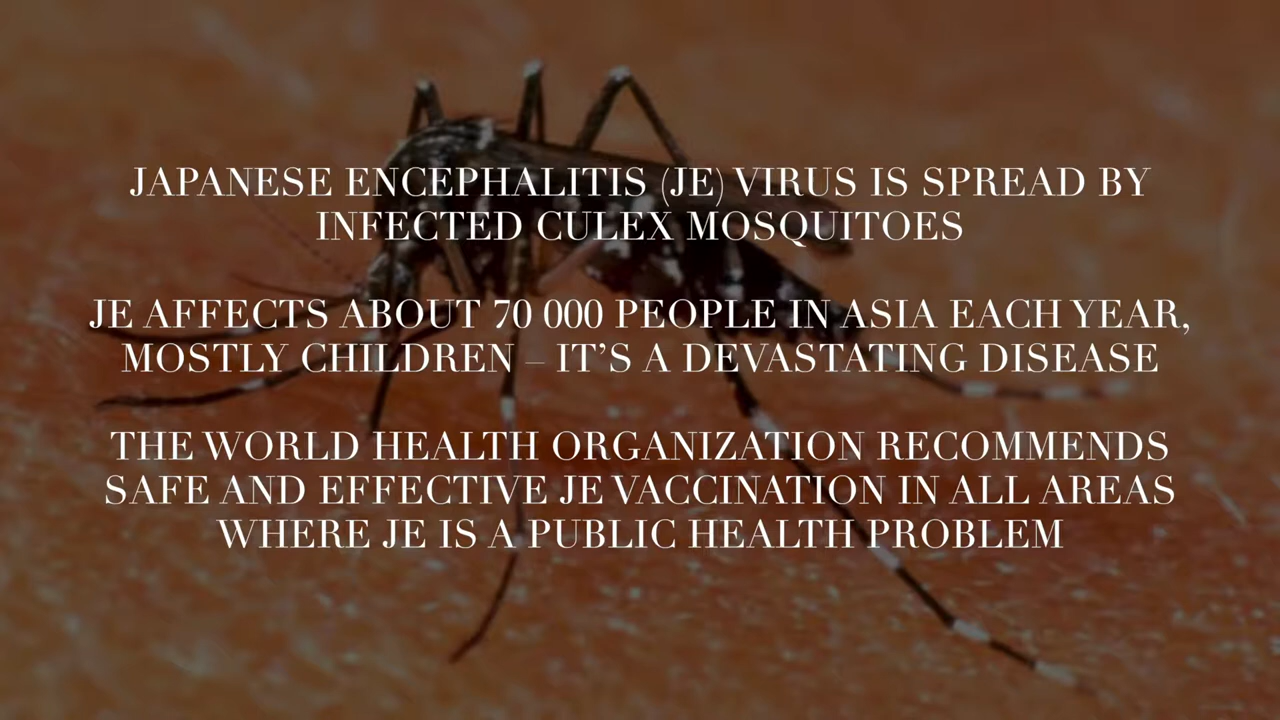 JAPANESE ENCEPHALITIS (JE) VIRUS IS SPREAD BY
INFECTED CULEX MOSQUITOES
JE AFFECTS ABOUT 70 000 PEOPLE IN ASIA EACH YEAR,
MOSTLY CHILDREN – IT’S A DEVASTATING DISEASE
THE WORLD HEALTH ORGANIZATION RECOMMENDS
SAFE AND EFFECTIVE JE VACCINATION IN ALL AREAS
WHERE JE IS A PUBLIC HEALTH PROBLEM